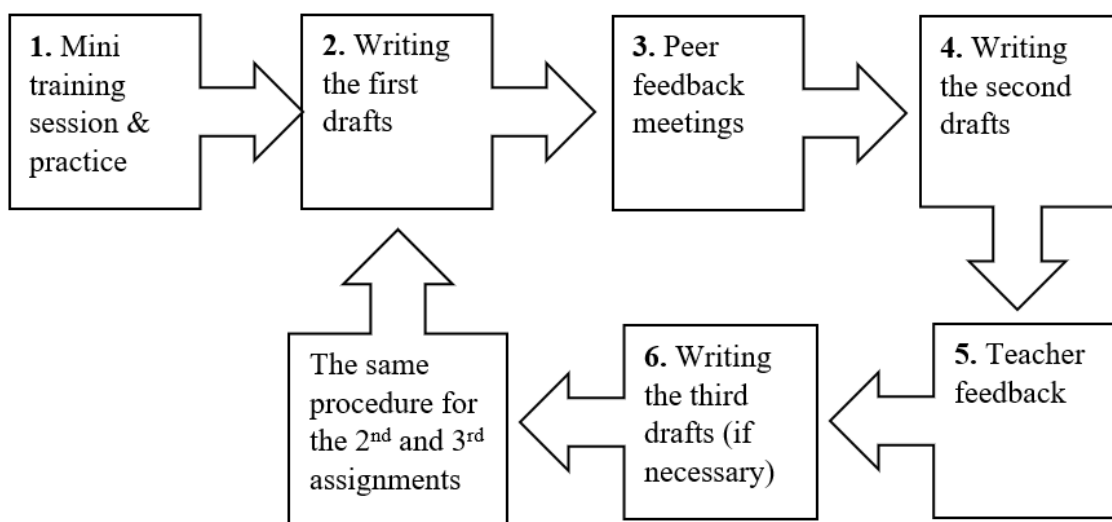 1. Mini
training
session &
practice
2. Writing
the first
drafts
3. Peer
feedback
meetings
4. Writing
the second
drafts
5. Teacher
feedback
6. Writing
the third
drafts (if
necessary)
The same
procedure for
the 2nd and 3rd
assignments